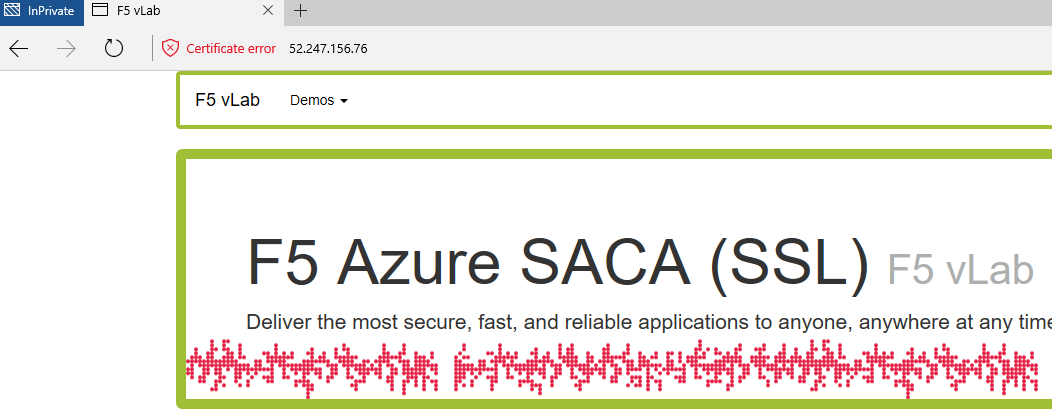 InPrivate F5 vLab
Certificate error 52.247.156.76
F5 vLab Demos
F5 Azure SACA (SSL) F5 vLab
Deliver the most secure, fast, and reliable applications to anyone, anywhere at any time